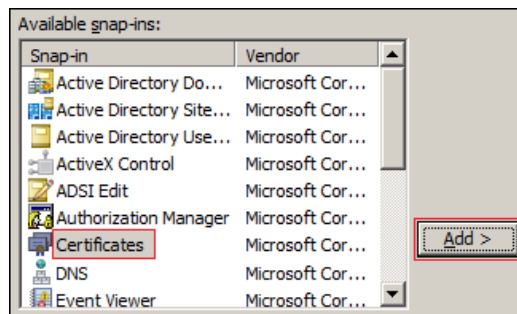 Available snap-ins:
Snap-in Vendor
Active Directory Do... Microsoft Cor...
Active Directory Site... Microsoft Cor...
Active Directory Use... Microsoft Cor...
ActiveX Control Microsoft Cor...
ADSI Edit Microsoft Cor...
Authorization Manager Microsoft Cor...
Certificates Microsoft Cor...
Add >
DNS Microsoft Cor...
Event Viewer Microsoft Cor...